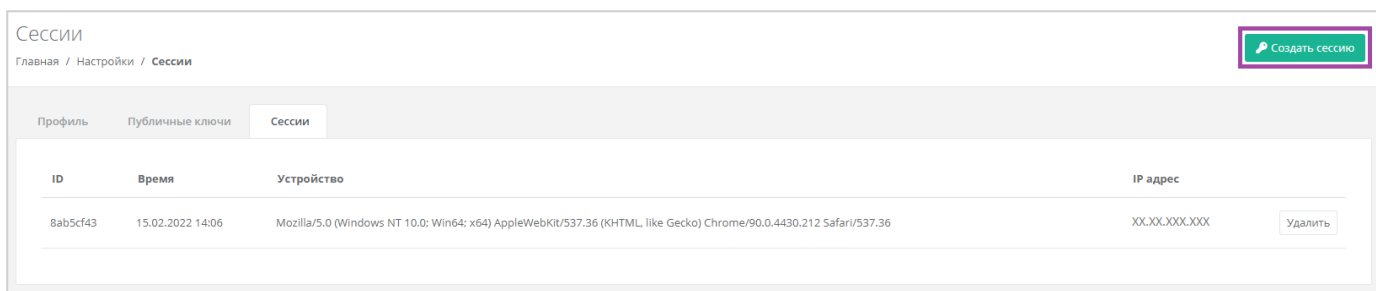 Сессии
Создать сессию
Главная / Настройки / Сессии
Профиль Публичные ключи Сессии
ID Время Устройство IP адрес
8ab5cf43 15.02.2022 14:06 Mozilla/5.0 (Windows NT 10.0; Win64; x64) AppleWebKit/537.36 (KHTML, like Gecko) Chrome/90.0.4430.212 Safari/537.36 XX.XX.XXX.XXX Удалить